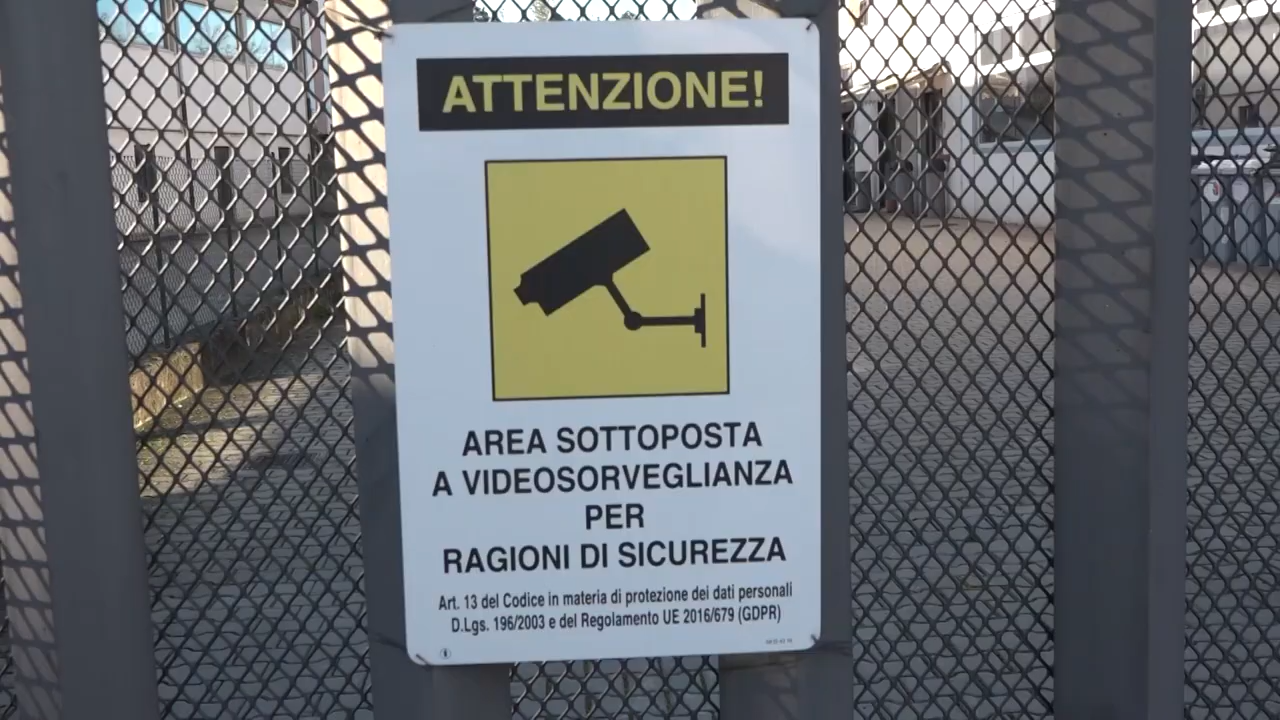 ATTENZIONE!
AREA SOTTOPOSTA
A VIDEOSORVEGLIANZA
PER
RAGIONI DI SICUREZZA
Art. 13 del Codice in materia di protezione dei dati personali
D.Lgs. 196/2003 e del Regolamento UE 2016/679 (GDPR)